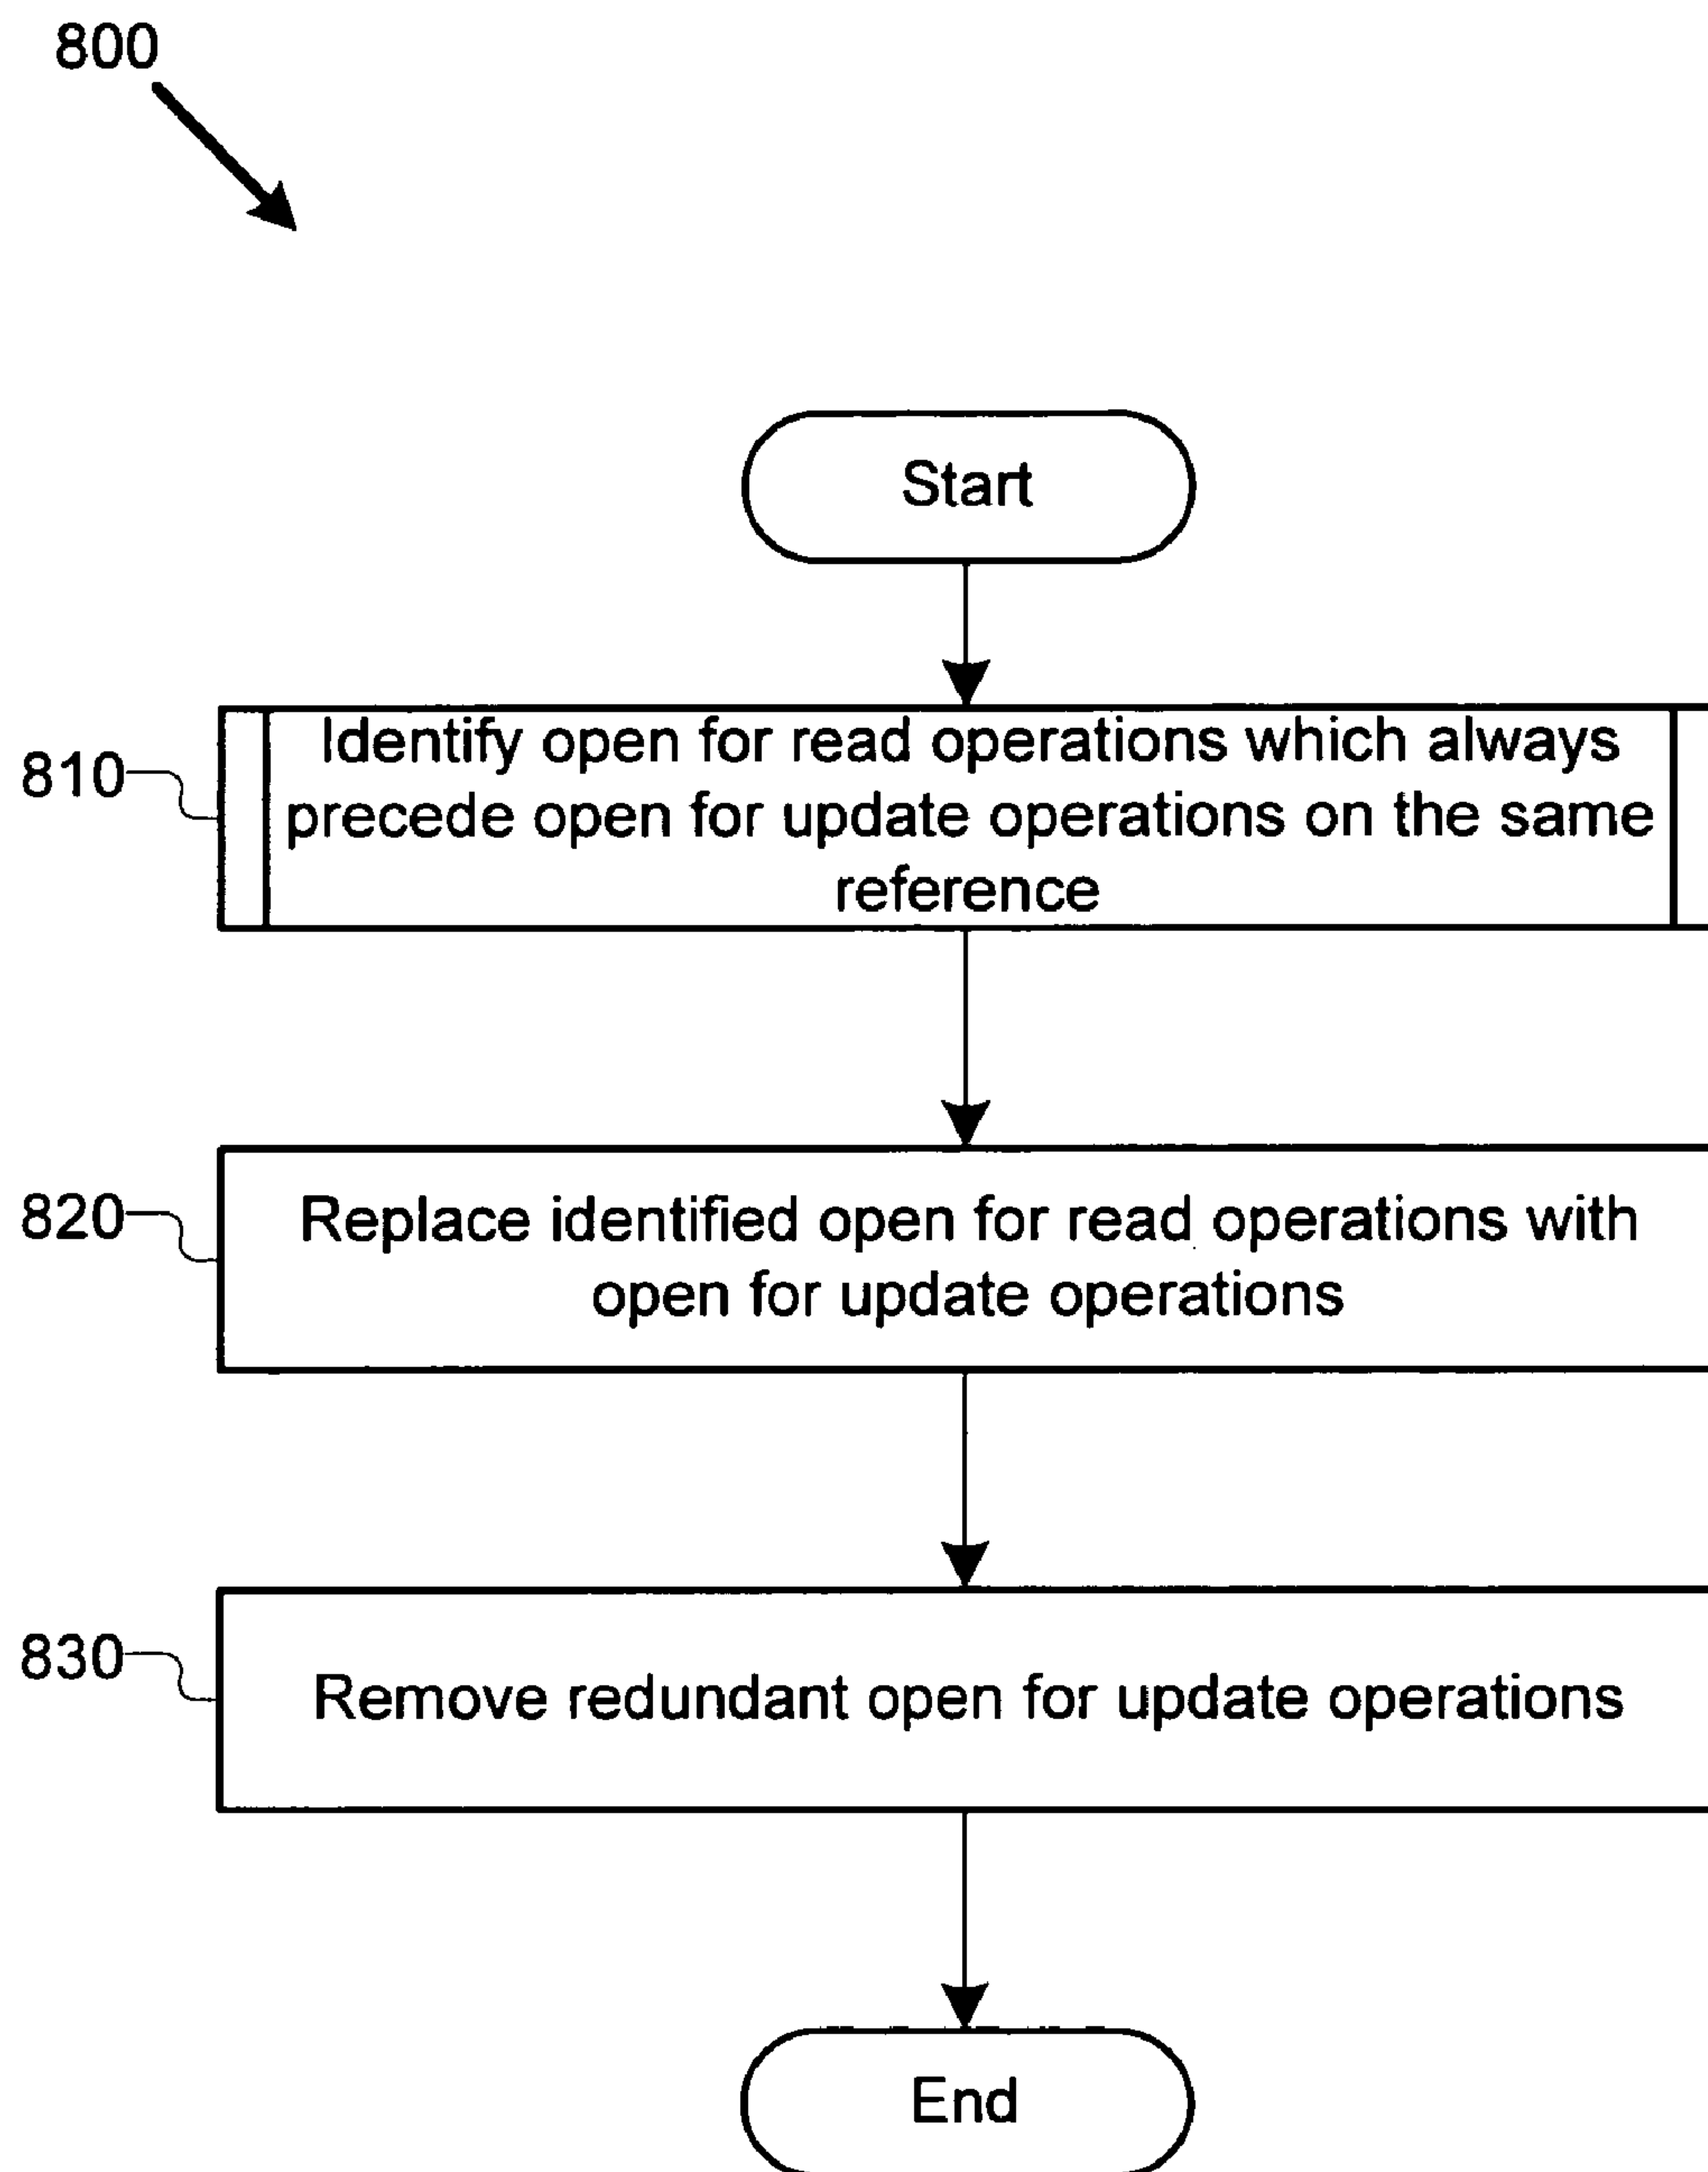 800
Start
810
Identify open for read operations which always
precede open for update operations on the same
reference
820
Replace identified open for read operations with
open for update operations
830
Remove redundant open for update operations
End